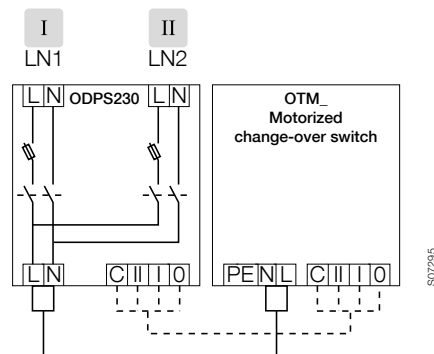 I II
LN1 LN2
L N ODPS230 L N
OTM_
Motorized
change-over switch
L N C II I 0
PE N L C II I 0
S07295